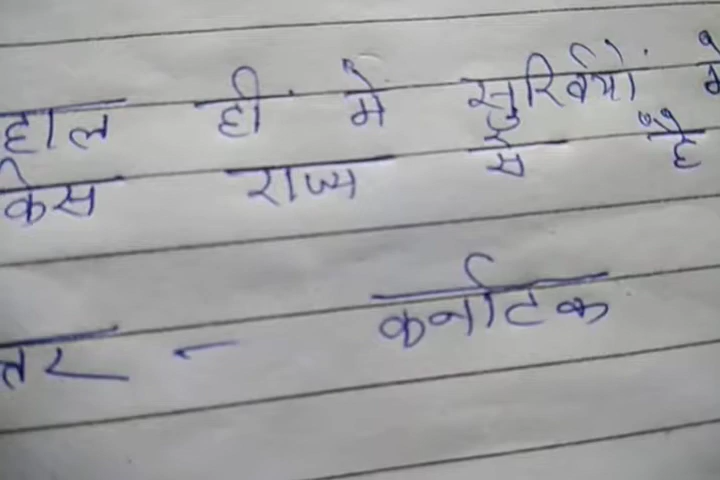 हाल ही में सुर्खियों मे
किस राज्य से है
त्तर - कर्नाटक